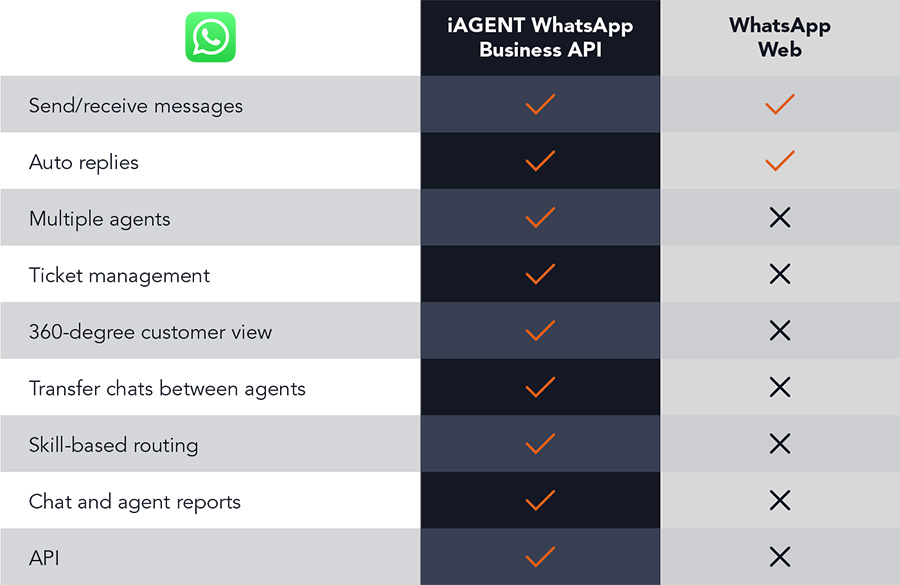 iAGENT WhatsApp
Business API
WhatsApp
Web
Send/receive messages
Auto replies
Multiple agents
Ticket management
360-degree customer view
Transfer chats between agents
Skill-based routing
Chat and agent reports
API